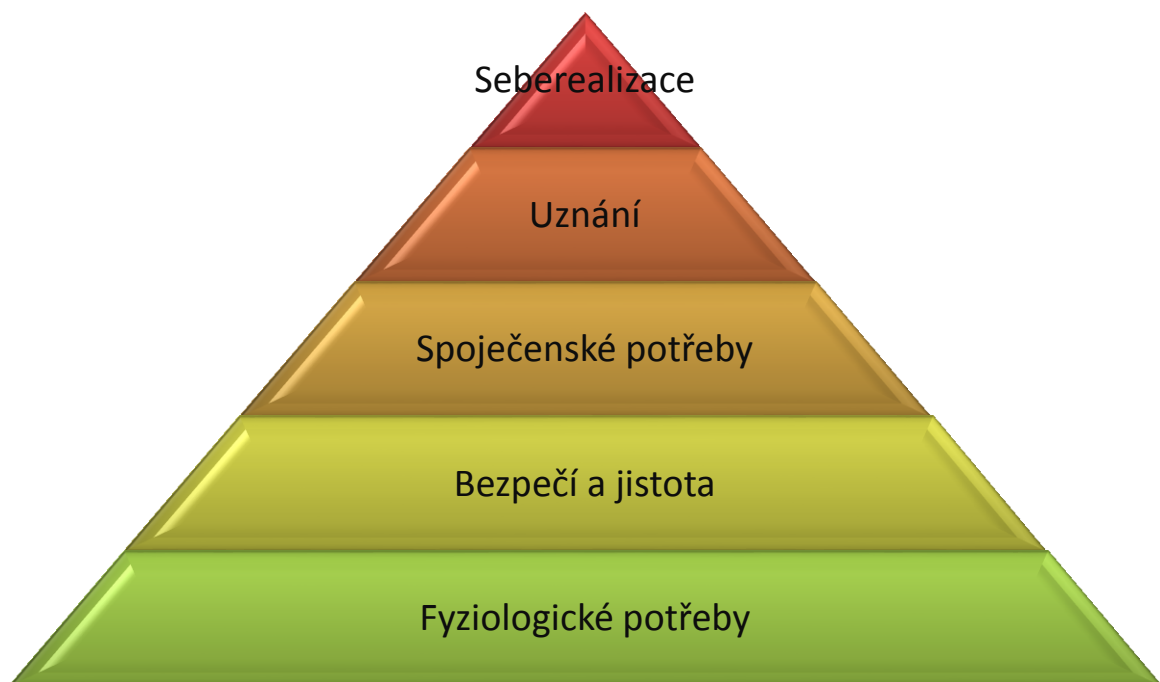 Seberealizace
Uznání
Spoječenské potřeby
Bezpečí a jistota
Fyziologické potřeby